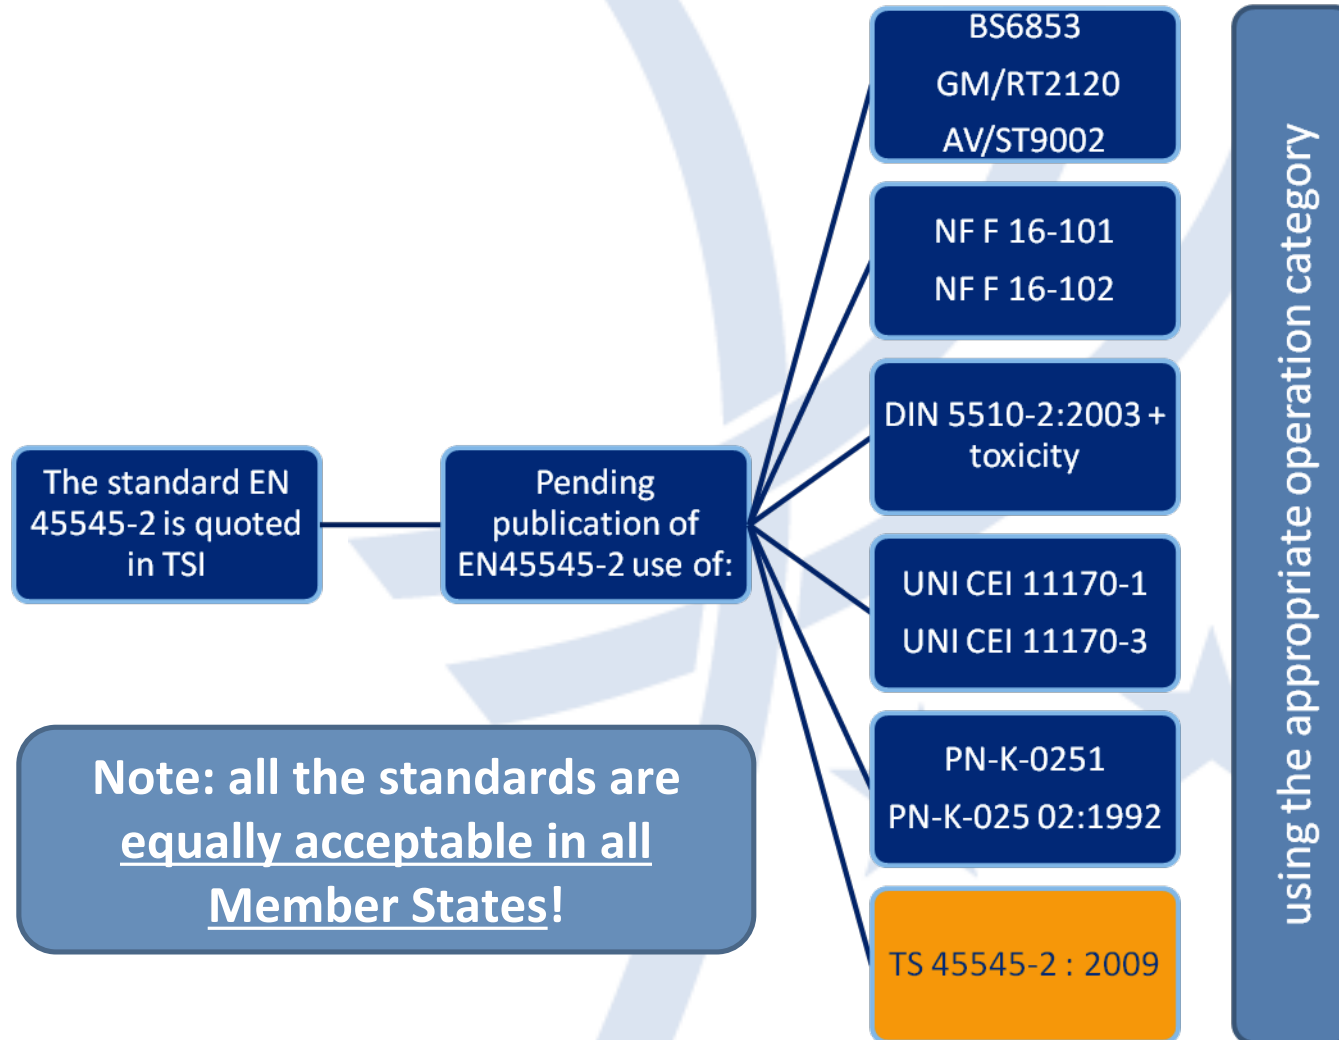 The standard EN
45545-2 is quoted
in TSI
Pending
publication of
EN45545-2 use of:
BS6853
GM/RT2120
AV/ST9002
NF F 16-101
NF F 16-102
DIN 5510-2:2003 +
toxicity
UNI CEI 11170-1
UNI CEI 11170-3
PN-K-0251
PN-K-025 02:1992
TS 45545-2 : 2009
using the appropriate operation category
Note: all the standards are
equally acceptable in all
Member States!